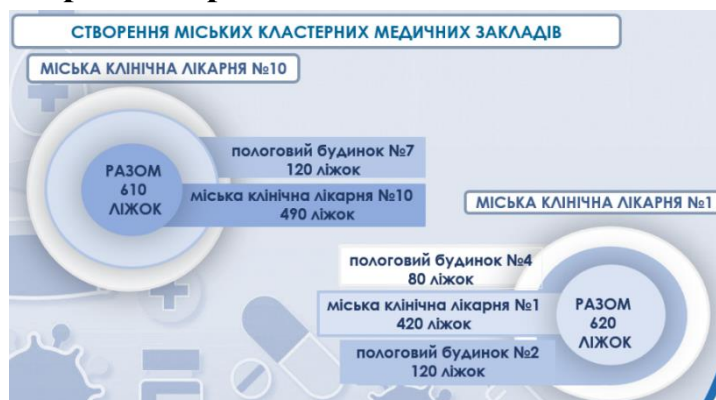 СТВОРЕННЯ МІСЬКИХ КЛАСТЕРНИХ МЕДИЧНИХ ЗАКЛАДІВ
МІСЬКА КЛІНІЧНА ЛІКАРНЯ №10
РАЗОМ
610
ЛІЖОК
пологовий будинок №7
120 ліжок
міська клінічна лікарня №10
490 ліжок
МІСЬКА КЛІНІЧНА ЛІКАРНЯ №1
пологовий будинок №4
80 ліжок
міська клінічна лікарня №1
420 ліжок
пологовий будинок №2
120 ліжок
РАЗОМ
620
ЛІЖОК